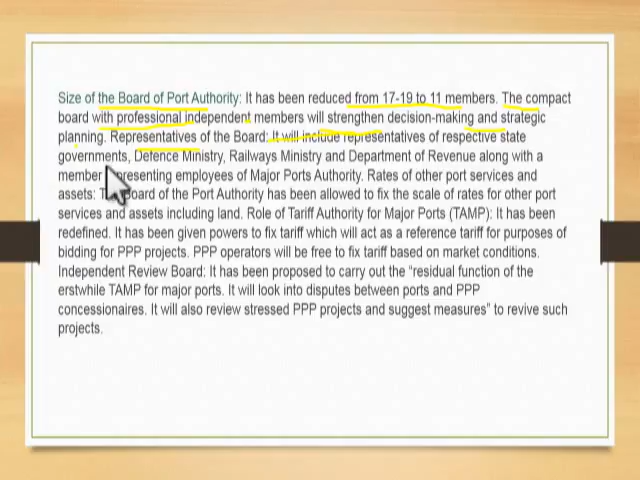 Size of the Board of Port Authority: It has been reduced from 17-19 to 11 members. The compact
board with professional independent members will strengthen decision-making and strategic
planning. Representatives of the Board: It will include representatives of respective state
governments, Defence Ministry, Railways Ministry and Department of Revenue along with a
member representing employees of Major Ports Authority. Rates of other port services and
assets: The Board of the Port Authority has been allowed to fix the scale of rates for other port
services and assets including land. Role of Tariff Authority for Major Ports (TAMP): It has been
redefined. It has been given powers to fix tariff which will act as a reference tariff for purposes of
bidding for PPP projects. PPP operators will be free to fix tariff based on market conditions.
Independent Review Board: It has been proposed to carry out the “residual function of the
erstwhile TAMP for major ports. It will look into disputes between ports and PPP
concessionaires. It will also review stressed PPP projects and suggest measures” to revive such
projects.